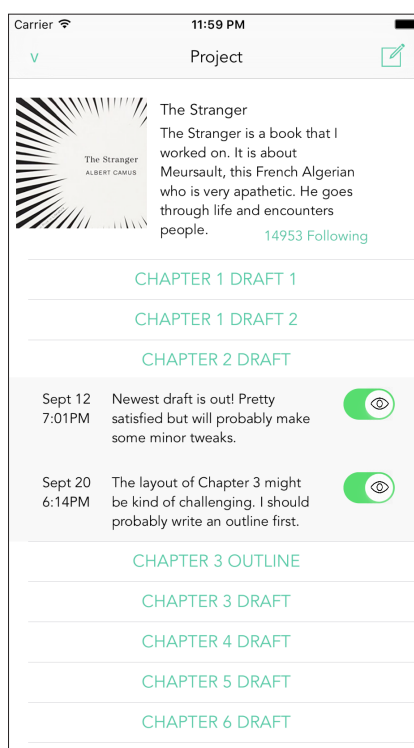 Carrier 11:59 PM
v Project
The Stranger
ALBERT CAMUS
The Stranger
The Stranger is a book that I
worked on. It is about
Meursault, this French Algerian
who is very apathetic. He goes
through life and encounters
people.
14953 Following
CHAPTER 1 DRAFT 1
CHAPTER 1 DRAFT 2
CHAPTER 2 DRAFT
Sept 12
7:01PM
Newest draft is out! Pretty
satisfied but will probably make
some minor tweaks.
Sept 20
6:14PM
The layout of Chapter 3 might
be kind of challenging. I should
probably write an outline first.
CHAPTER 3 OUTLINE
CHAPTER 3 DRAFT
CHAPTER 4 DRAFT
CHAPTER 5 DRAFT
CHAPTER 6 DRAFT